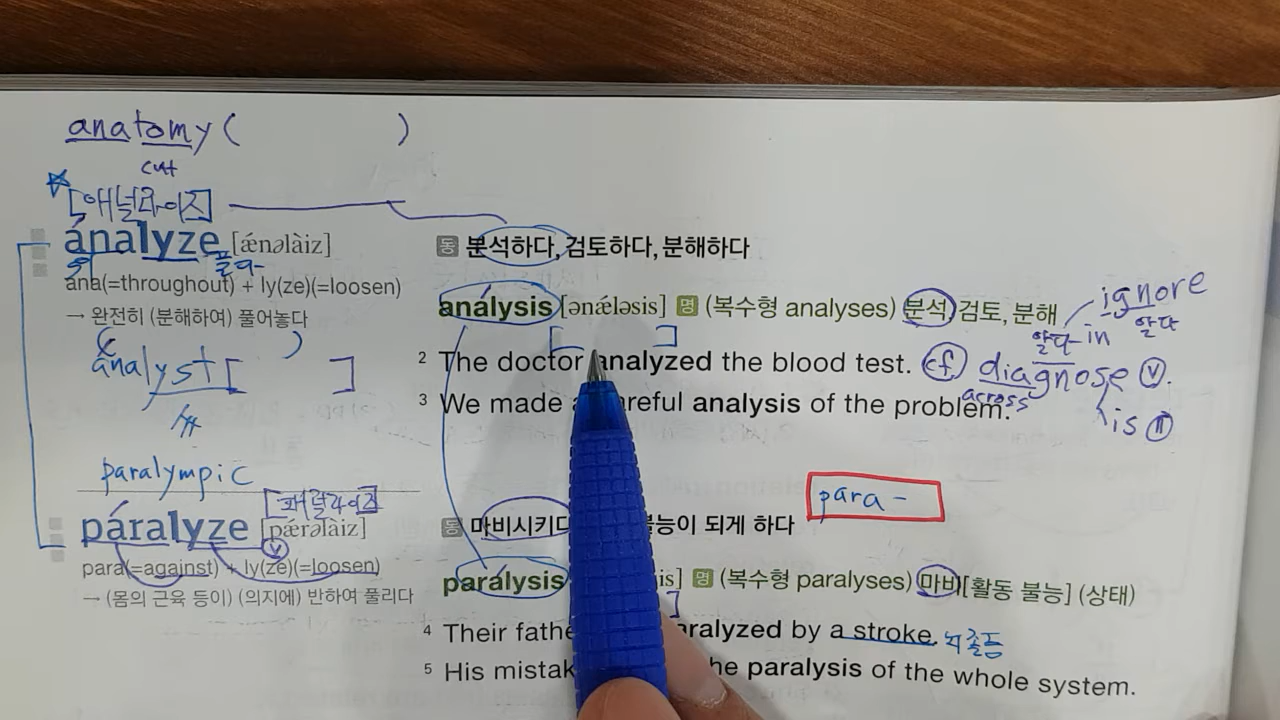 anatomy ( )
cut
☆ [애널라이즈]
ánalyze [ǽnəlàiz]
풀다
ana(=throughout) + ly(ze)(=loosen)
→ 완전히 (분해하여) 풀어놓다
analyst [ ]
paralympic
[패럴라이즈]
páralyze [pǽrəlàiz]
ⓥ
para(=against) + ly(ze)(=loosen)
→ (몸의 근육 등이) (의지에) 반하여 풀리다
동 분석하다, 검토하다, 분해하다
análysis [ənǽləsis] 명 (복수형 analyses) 분석, 검토, 분해
[ ]
2 The doctor analyzed the blood test.
3 We made a careful analysis of the problem.
ignore
알다
알다 in
cf diagnose ⓥ.
across
is ⓝ
para -
동 마비시키다 불능이 되게 하다
parálysis is] 명 (복수형 paralyses) 마비[활동 불능] (상태)
]
4 Their fathe aralyzed by a stroke. 뇌졸중
5 His mistak he paralysis of the whole system.